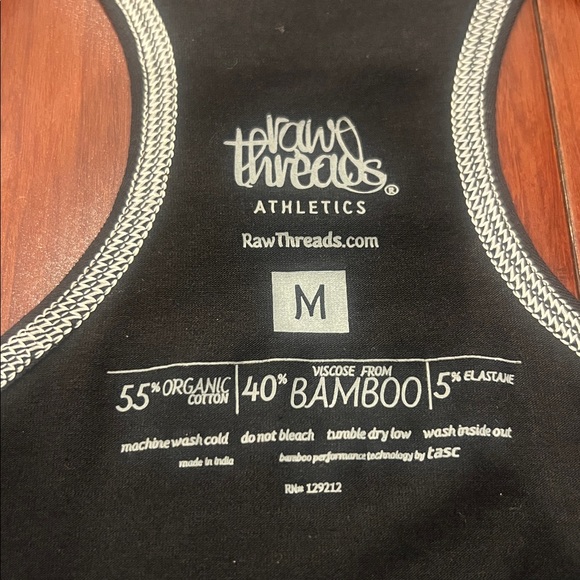 raw
threads®
ATHLETICS
RawThreads.com
M
55% ORGANIC COTTON | 40% VISCOSE FROM BAMBOO | 5% ELASTANE
machine wash cold do not bleach tumble dry low wash inside out
made in india bamboo performance technology by tasc
RN# 129212